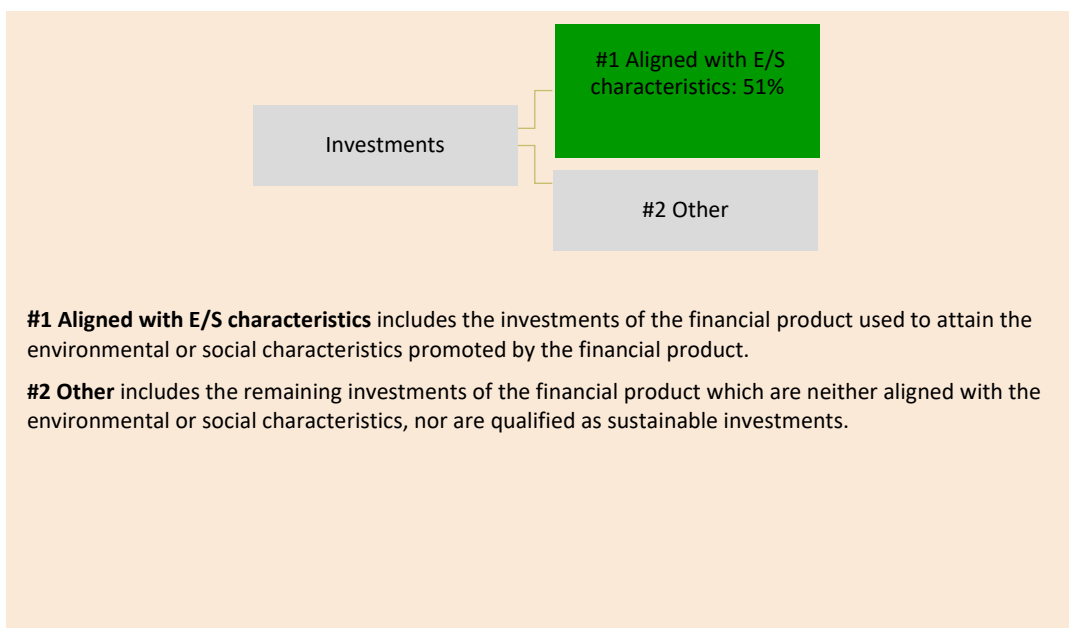 #1 Aligned with E/S
characteristics: 51%
Investments
#2 Other
#1 Aligned with E/S characteristics includes the investments of the financial product used to attain the
environmental or social characteristics promoted by the financial product.
#2 Other includes the remaining investments of the financial product which are neither aligned with the
environmental or social characteristics, nor are qualified as sustainable investments.